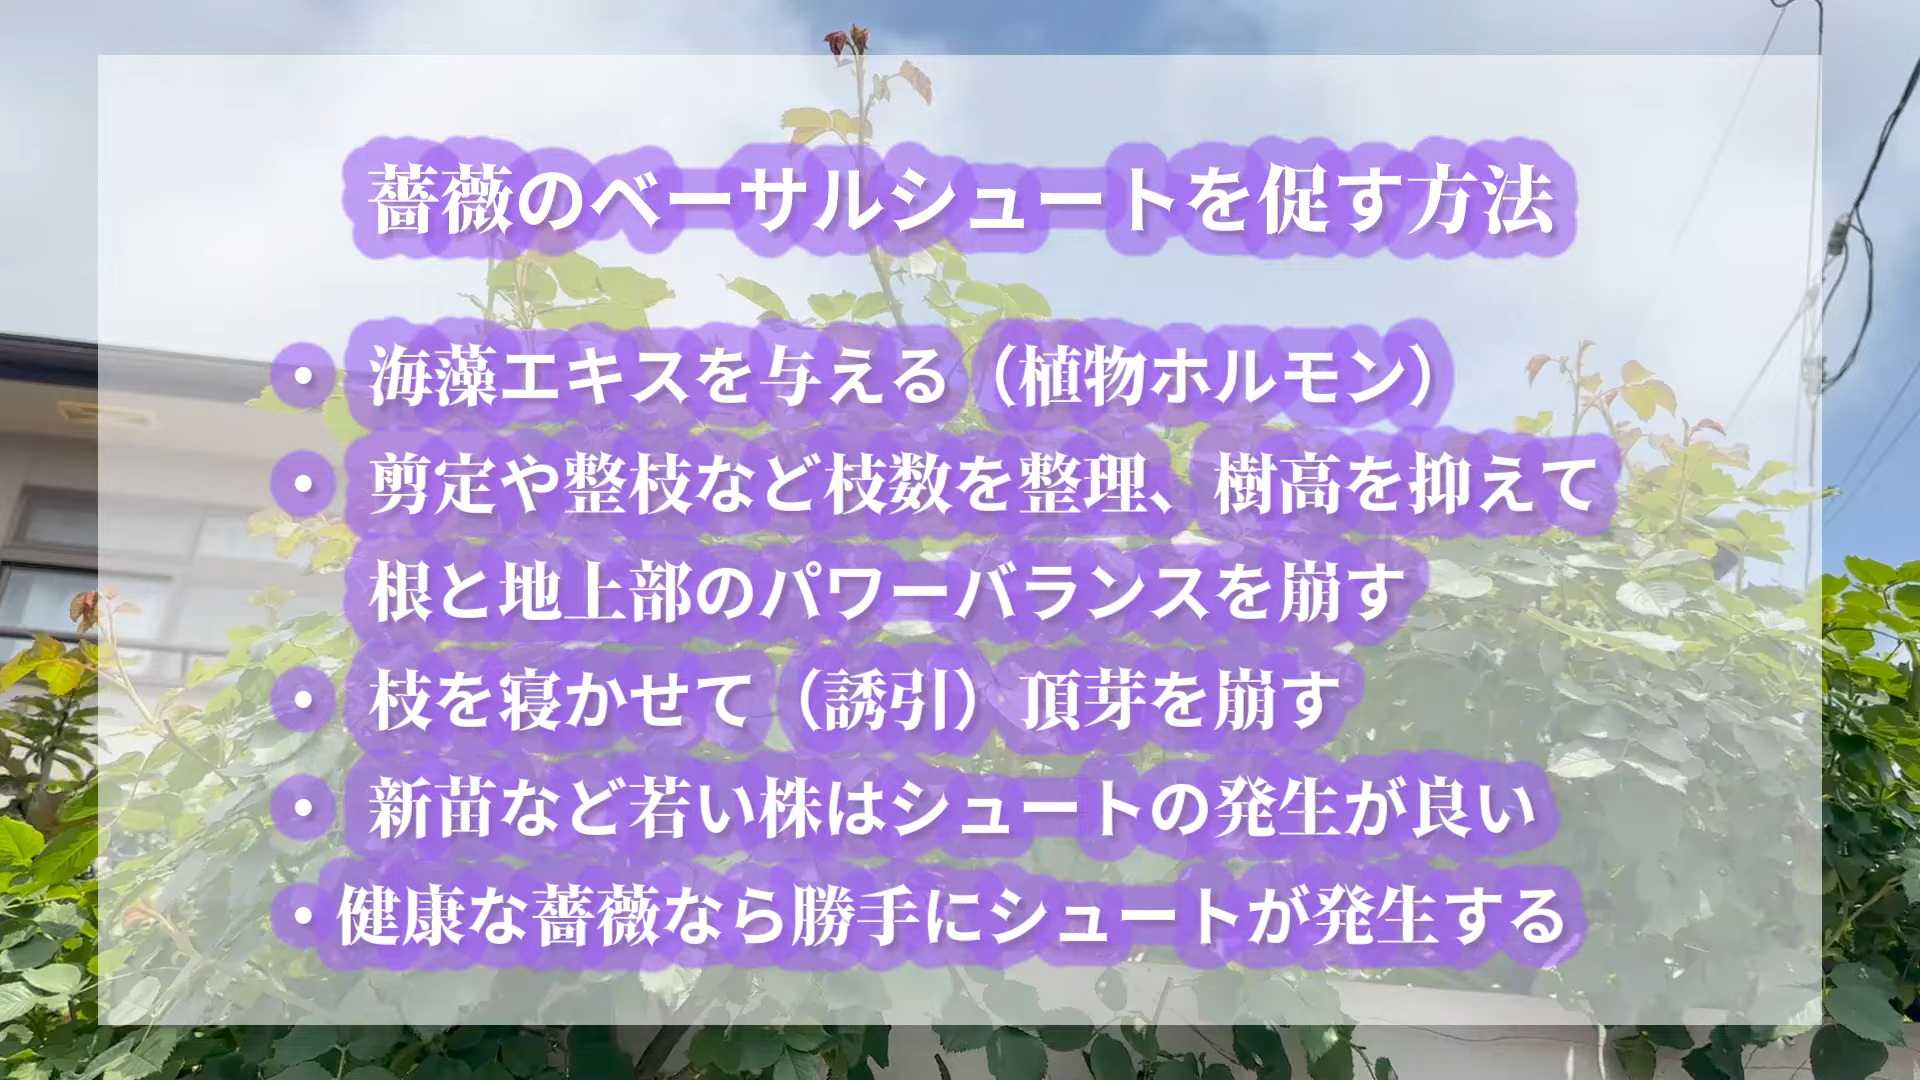 薔薇のベーサルシュートを促す方法
・ 海藻エキスを与える（植物ホルモン）
・ 剪定や整枝など枝数を整理、樹高を抑えて
根と地上部のパワーバランスを崩す
・ 枝を寝かせて（誘引）頂芽を崩す
・ 新苗など若い株はシュートの発生が良い
・健康な薔薇なら勝手にシュートが発生する